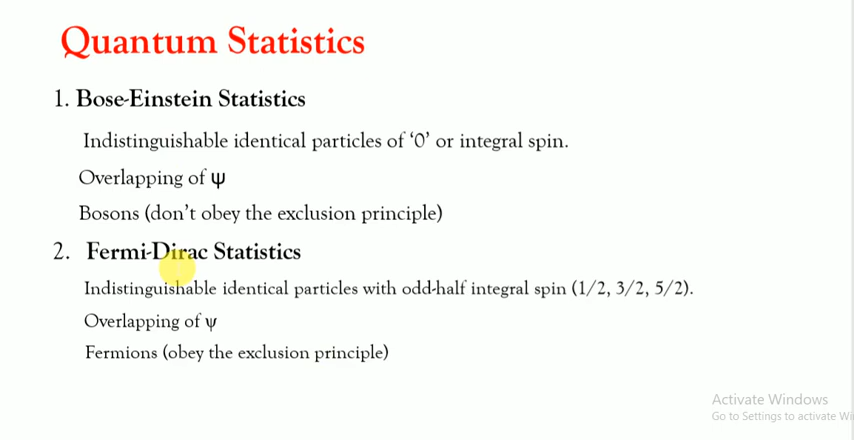 Quantum Statistics
1. Bose-Einstein Statistics
Indistinguishable identical particles of ‘0’ or integral spin.
Overlapping of ψ
Bosons (don’t obey the exclusion principle)
2. Fermi-Dirac Statistics
Indistinguishable identical particles with odd-half integral spin (1/2, 3/2, 5/2).
Overlapping of ψ
Fermions (obey the exclusion principle)
Activate Windows
Go to Settings to activate Wi